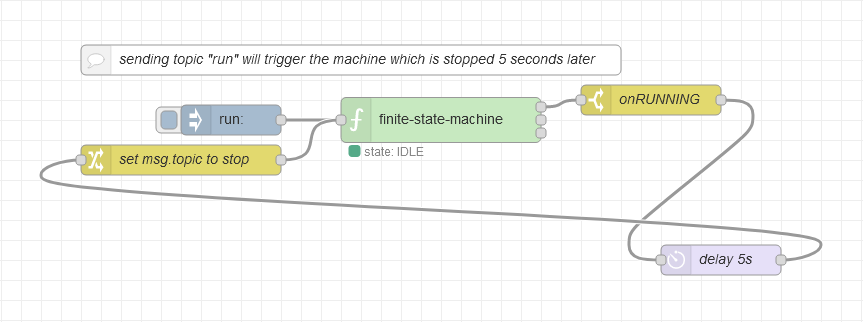 sending topic "run" will trigger the machine which is stopped 5 seconds later
onRUNNING
run:
finite-state-machine
state: IDLE
set msg.topic to stop
delay 5s